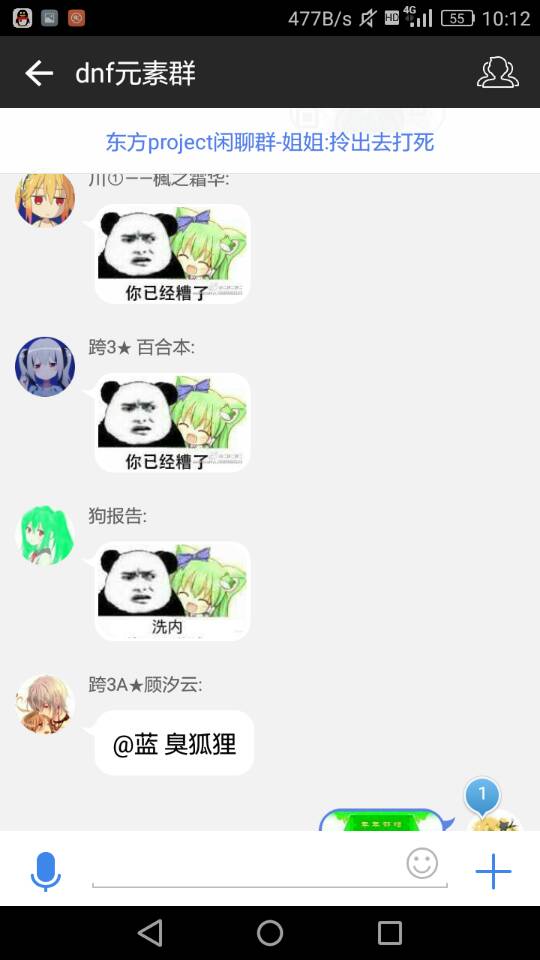 477B/s HD 4G 55 10:12
dnf元素群
东方project闲聊群-姐姐:拎出去打死
川①——楓之霜华:
你已经糟了
跨3★ 百合本:
你已经糟了
狗报告:
洗内
跨3A★顾汐云:
@蓝 臭狐狸
1